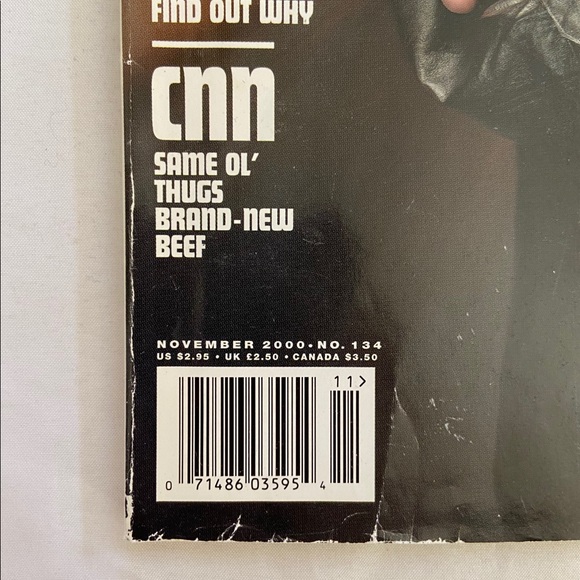 FIND OUT WHY
CNN
SAME OL'
THUGS
BRAND-NEW
BEEF
NOVEMBER 2000 • NO. 134
US $2.95 • UK £2.50 • CANADA $3.50
11>
0 71486 03595 4